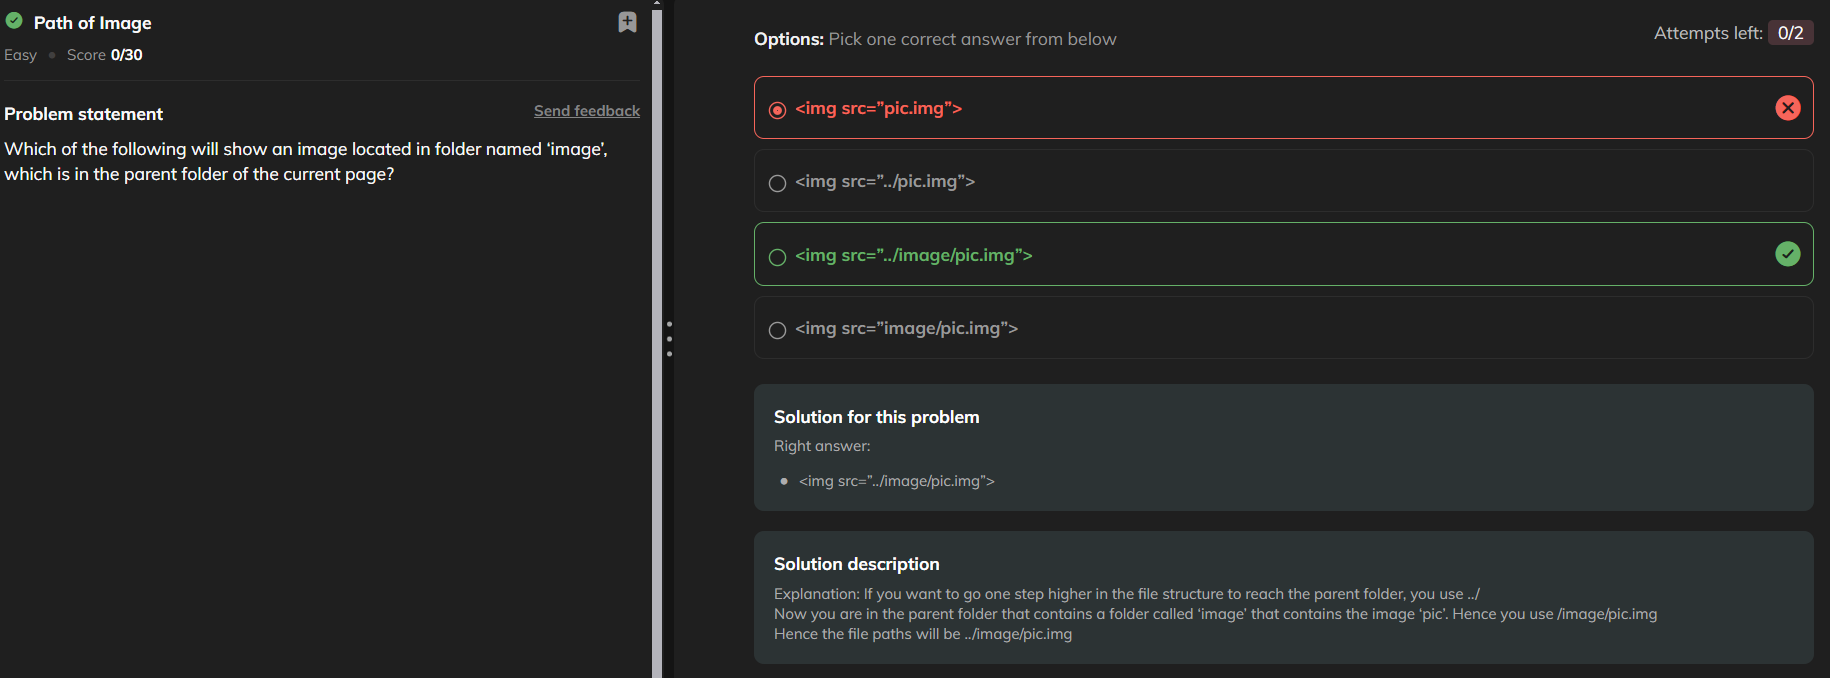 Path of Image
Easy • Score 0/30
Problem statement
Send feedback
Which of the following will show an image located in folder named ‘image’,
which is in the parent folder of the current page?
Options: Pick one correct answer from below
Attempts left: 0/2
<img src=”pic.img”>
<img src=”../pic.img”>
<img src=”../image/pic.img”>
<img src=”image/pic.img”>
Solution for this problem
Right answer:
• <img src=”../image/pic.img”>
Solution description
Explanation: If you want to go one step higher in the file structure to reach the parent folder, you use ../
Now you are in the parent folder that contains a folder called ‘image’ that contains the image ‘pic’. Hence you use /image/pic.img
Hence the file paths will be ../image/pic.img